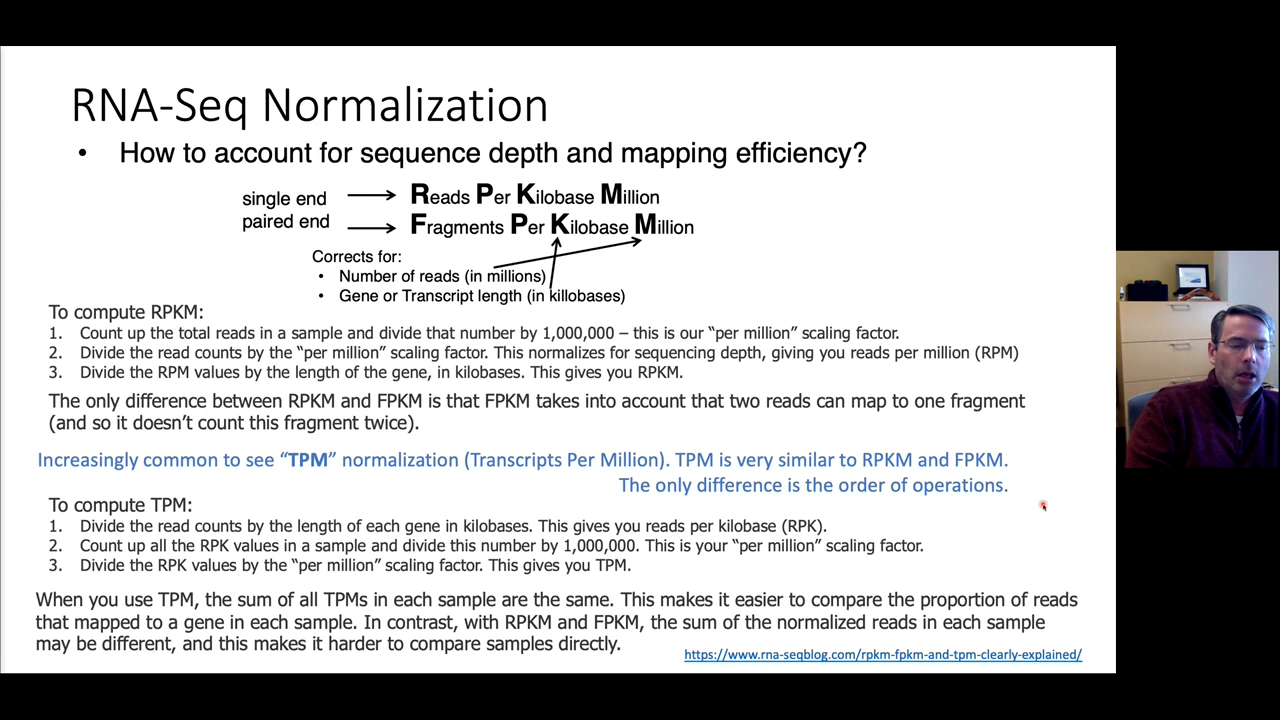 RNA-Seq Normalization
• How to account for sequence depth and mapping efficiency?
single end Reads Per Kilobase Million
paired end Fragments Per Kilobase Million
Corrects for:
• Number of reads (in millions)
• Gene or Transcript length (in killobases)
To compute RPKM:
1. Count up the total reads in a sample and divide that number by 1,000,000 – this is our “per million” scaling factor.
2. Divide the read counts by the “per million” scaling factor. This normalizes for sequencing depth, giving you reads per million (RPM)
3. Divide the RPM values by the length of the gene, in kilobases. This gives you RPKM.
The only difference between RPKM and FPKM is that FPKM takes into account that two reads can map to one fragment
(and so it doesn’t count this fragment twice).
Increasingly common to see “TPM” normalization (Transcripts Per Million). TPM is very similar to RPKM and FPKM.
The only difference is the order of operations.
To compute TPM:
1. Divide the read counts by the length of each gene in kilobases. This gives you reads per kilobase (RPK).
2. Count up all the RPK values in a sample and divide this number by 1,000,000. This is your “per million” scaling factor.
3. Divide the RPK values by the “per million” scaling factor. This gives you TPM.
When you use TPM, the sum of all TPMs in each sample are the same. This makes it easier to compare the proportion of reads
that mapped to a gene in each sample. In contrast, with RPKM and FPKM, the sum of the normalized reads in each sample
may be different, and this makes it harder to compare samples directly.
https://www.rna-seqblog.com/rpkm-fpkm-and-tpm-clearly-explained/